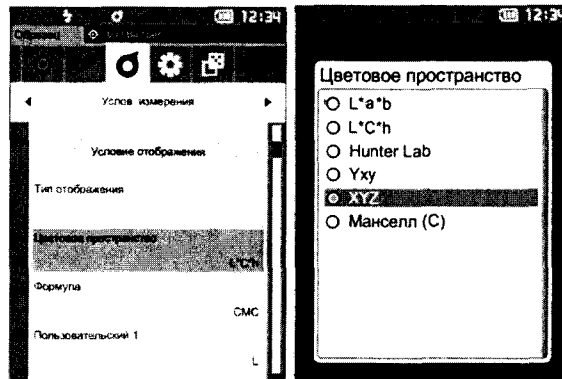 12:34
Услов. измерения
Условие отображения
Тип отображения
Цветовое пространство
L*C*h
Формула
CMC
Пользовательский 1
L
12:34
Цветовое пространство
L*a*b
L*C*h
Hunter Lab
Yxy
XYZ
Манселл (C)